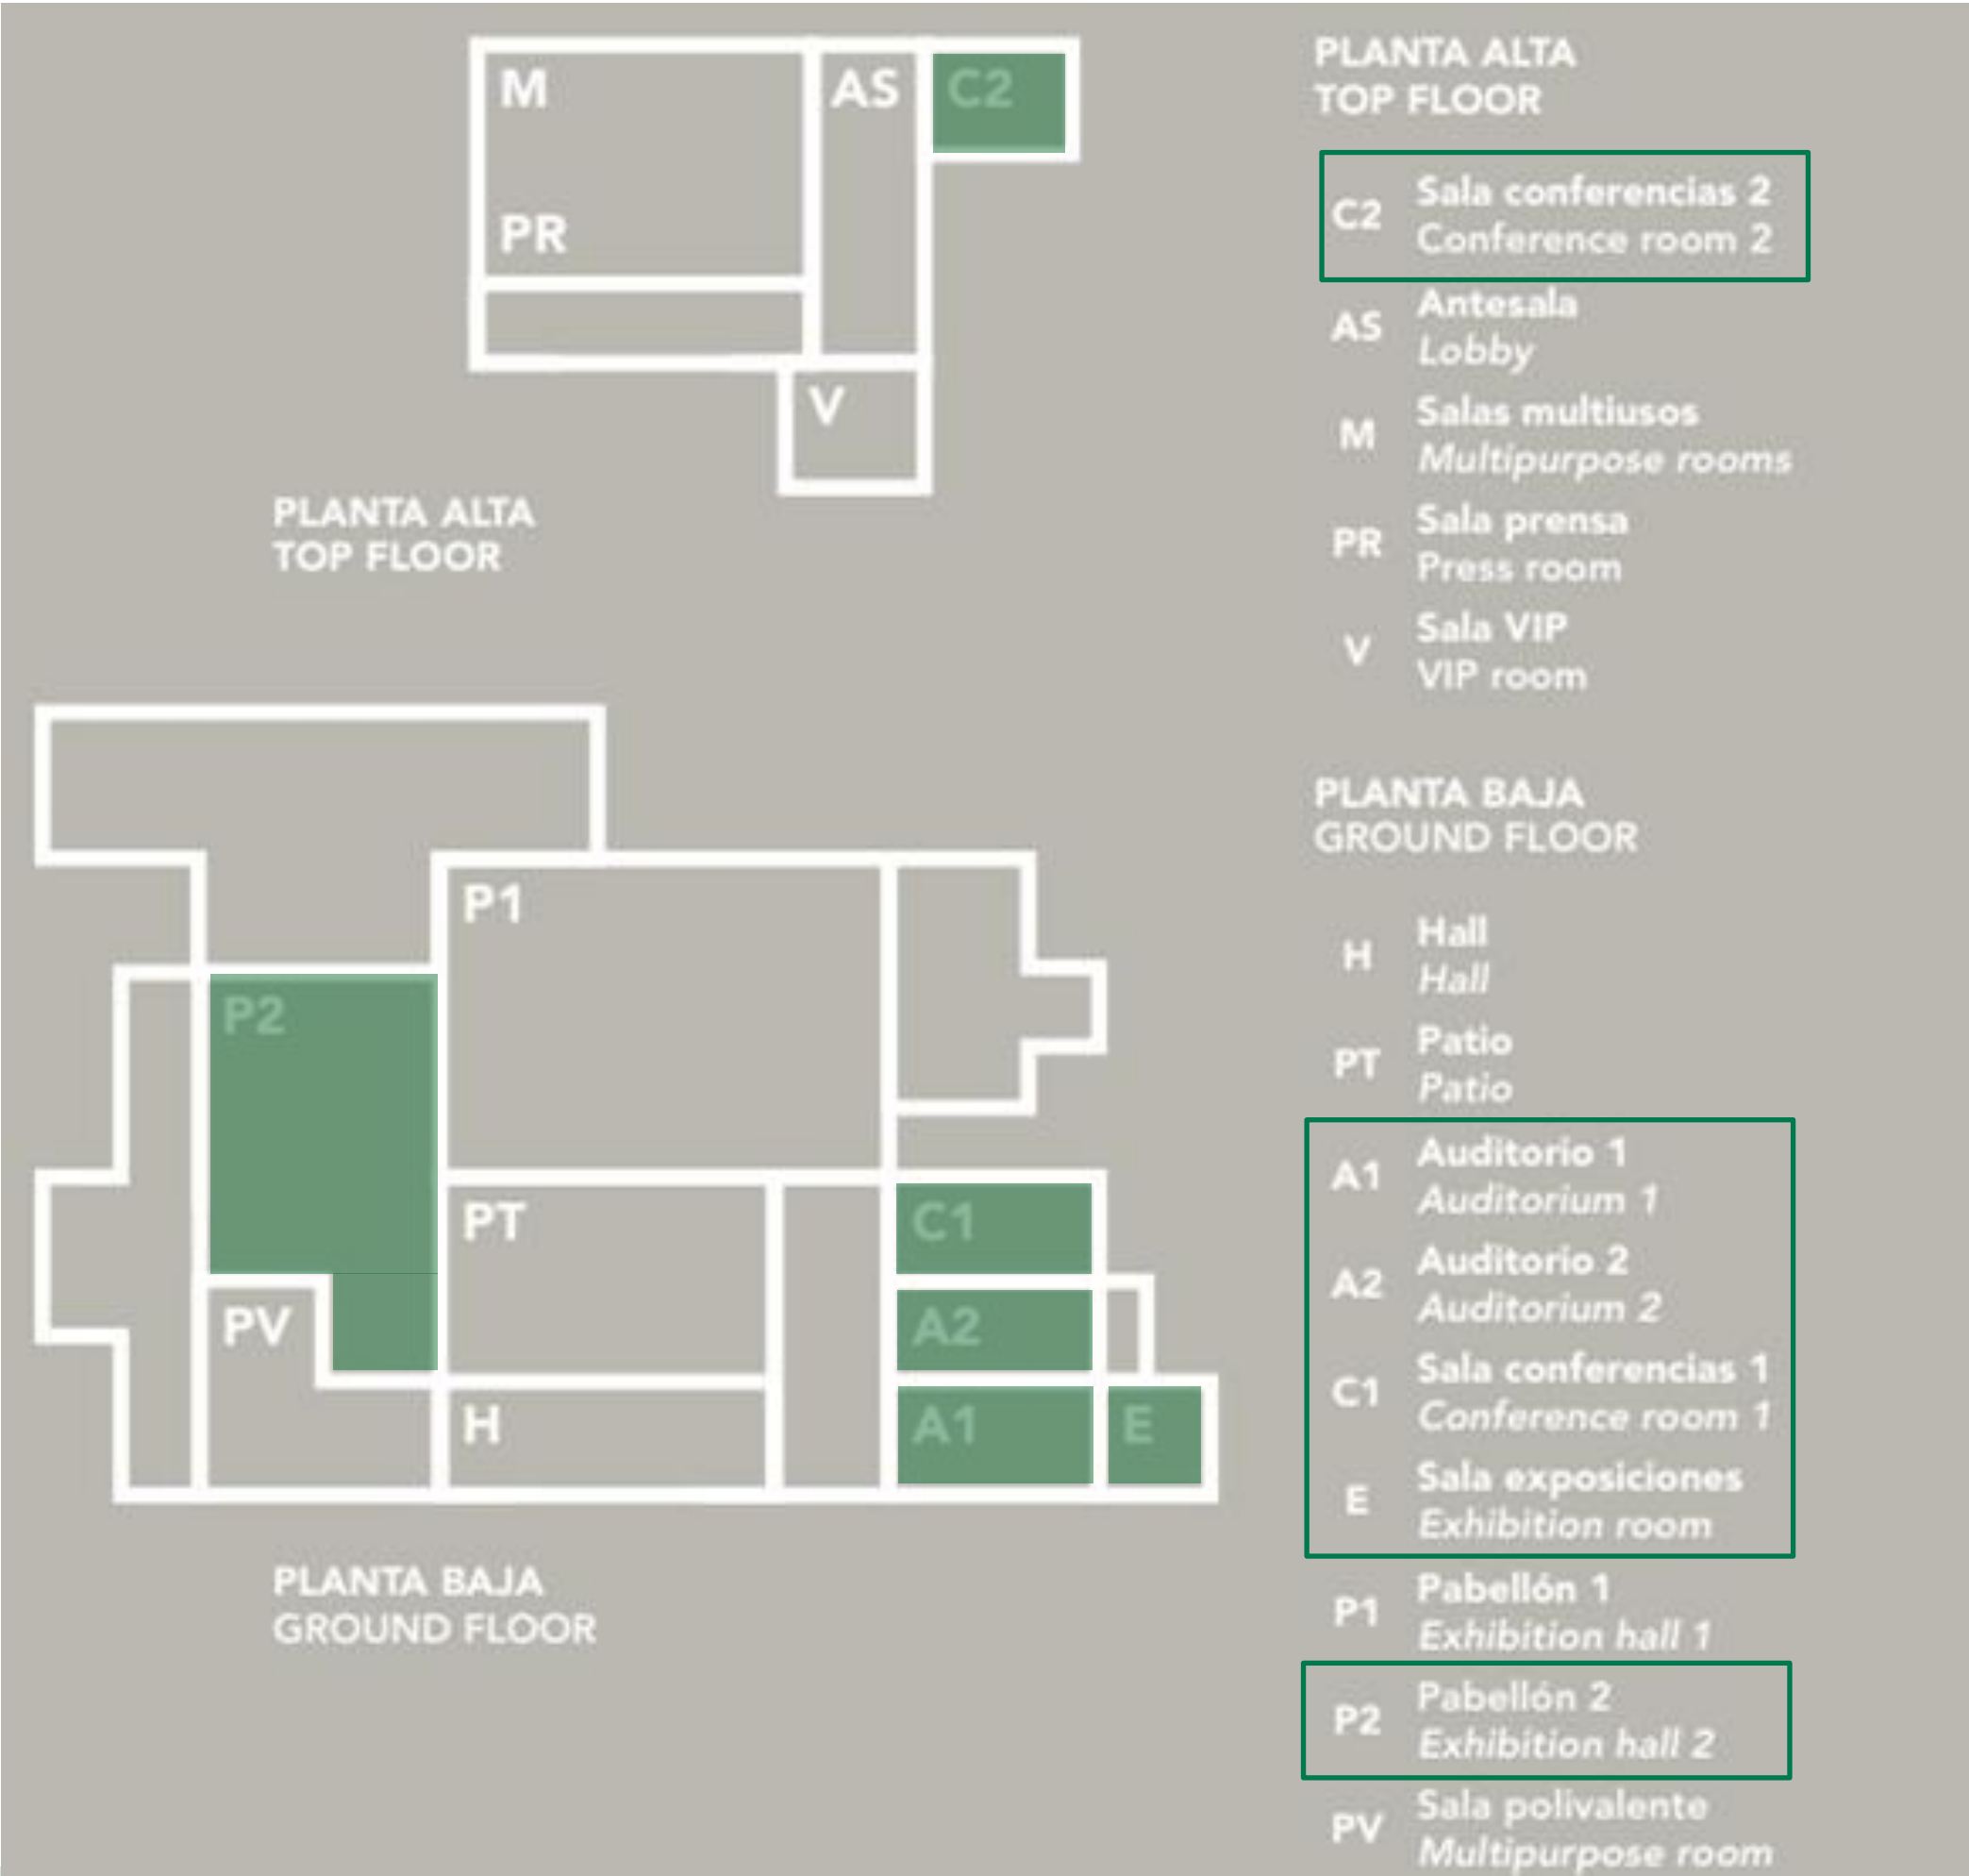 M
AS
C2
PR
V
PLANTA ALTA
TOP FLOOR
P1
P2
PT
C1
PV
A2
H
A1
E
PLANTA BAJA
GROUND FLOOR
PLANTA ALTA
TOP FLOOR
C2 Sala conferencias 2
Conference room 2
AS Antesala
Lobby
M Salas multiusos
Multipurpose rooms
PR Sala prensa
Press room
V Sala VIP
VIP room
PLANTA BAJA
GROUND FLOOR
H Hall
Hall
PT Patio
Patio
A1 Auditorio 1
Auditorium 1
A2 Auditorio 2
Auditorium 2
C1 Sala conferencias 1
Conference room 1
E Sala exposiciones
Exhibition room
P1 Pabellón 1
Exhibition hall 1
P2 Pabellón 2
Exhibition hall 2
PV Sala polivalente
Multipurpose room